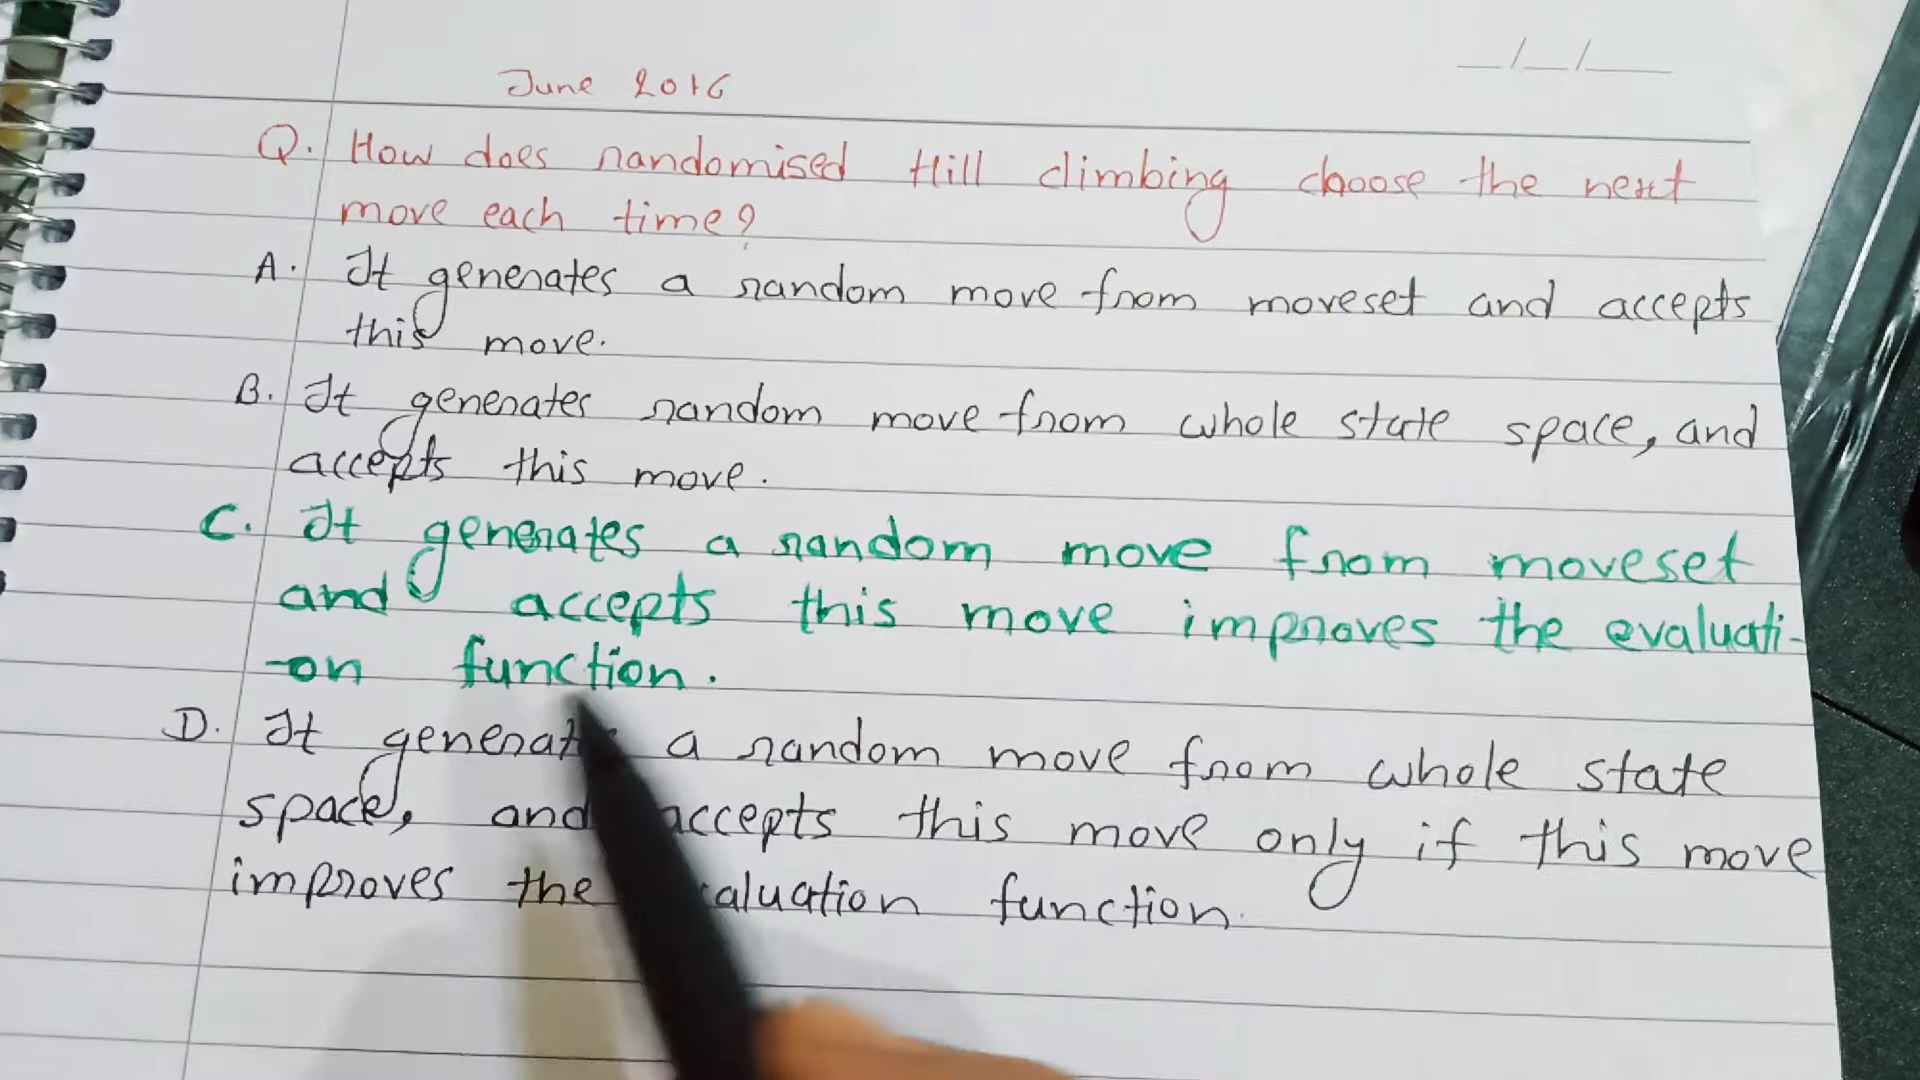 __/__/____
June 2016
Q. How does randomised Hill climbing choose the next
move each time?
A. It generates a random move from moveset and accepts
this move.
B. It generates random move from whole state space, and
accepts this move.
C. It generates a random move from moveset
and accepts this move improves the evaluati-
-on function.
D. It a random move from whole state
space, and accepts this move only if this move
improves the function.